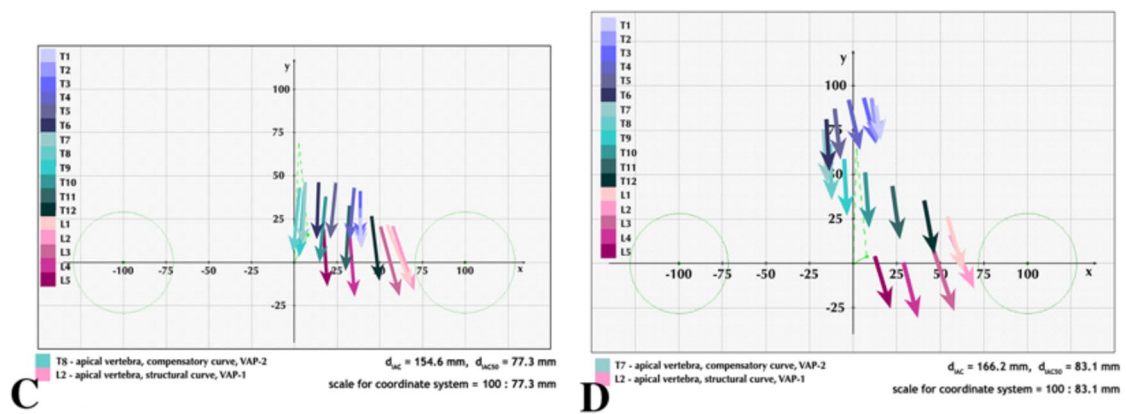 T1
T2
T3
T4
T5
T6
T7
T8
T9
T10
T11
T12
L1
L2
L3
L4
L5
y
100
50
25
-100 -75 -50 -25 25 75 100 x
-25
T8 - apical vertebra, compensatory curve, VAP-2
L2 - apical vertebra, structural curve, VAP-1
dIAC = 154.6 mm, dIAC50 = 77.3 mm
scale for coordinate system = 100 : 77.3 mm
C
T1
T2
T3
T4
T5
T6
T7
T8
T9
T10
T11
T12
L1
L2
L3
L4
L5
y
100
75
50
25
-100 -75 -50 -25 25 50 75 100 x
-25
T7 - apical vertebra, compensatory curve, VAP-2
L2 - apical vertebra, structural curve, VAP-1
dIAC = 166.2 mm, dIAC50 = 83.1 mm
scale for coordinate system = 100 : 83.1 mm
D